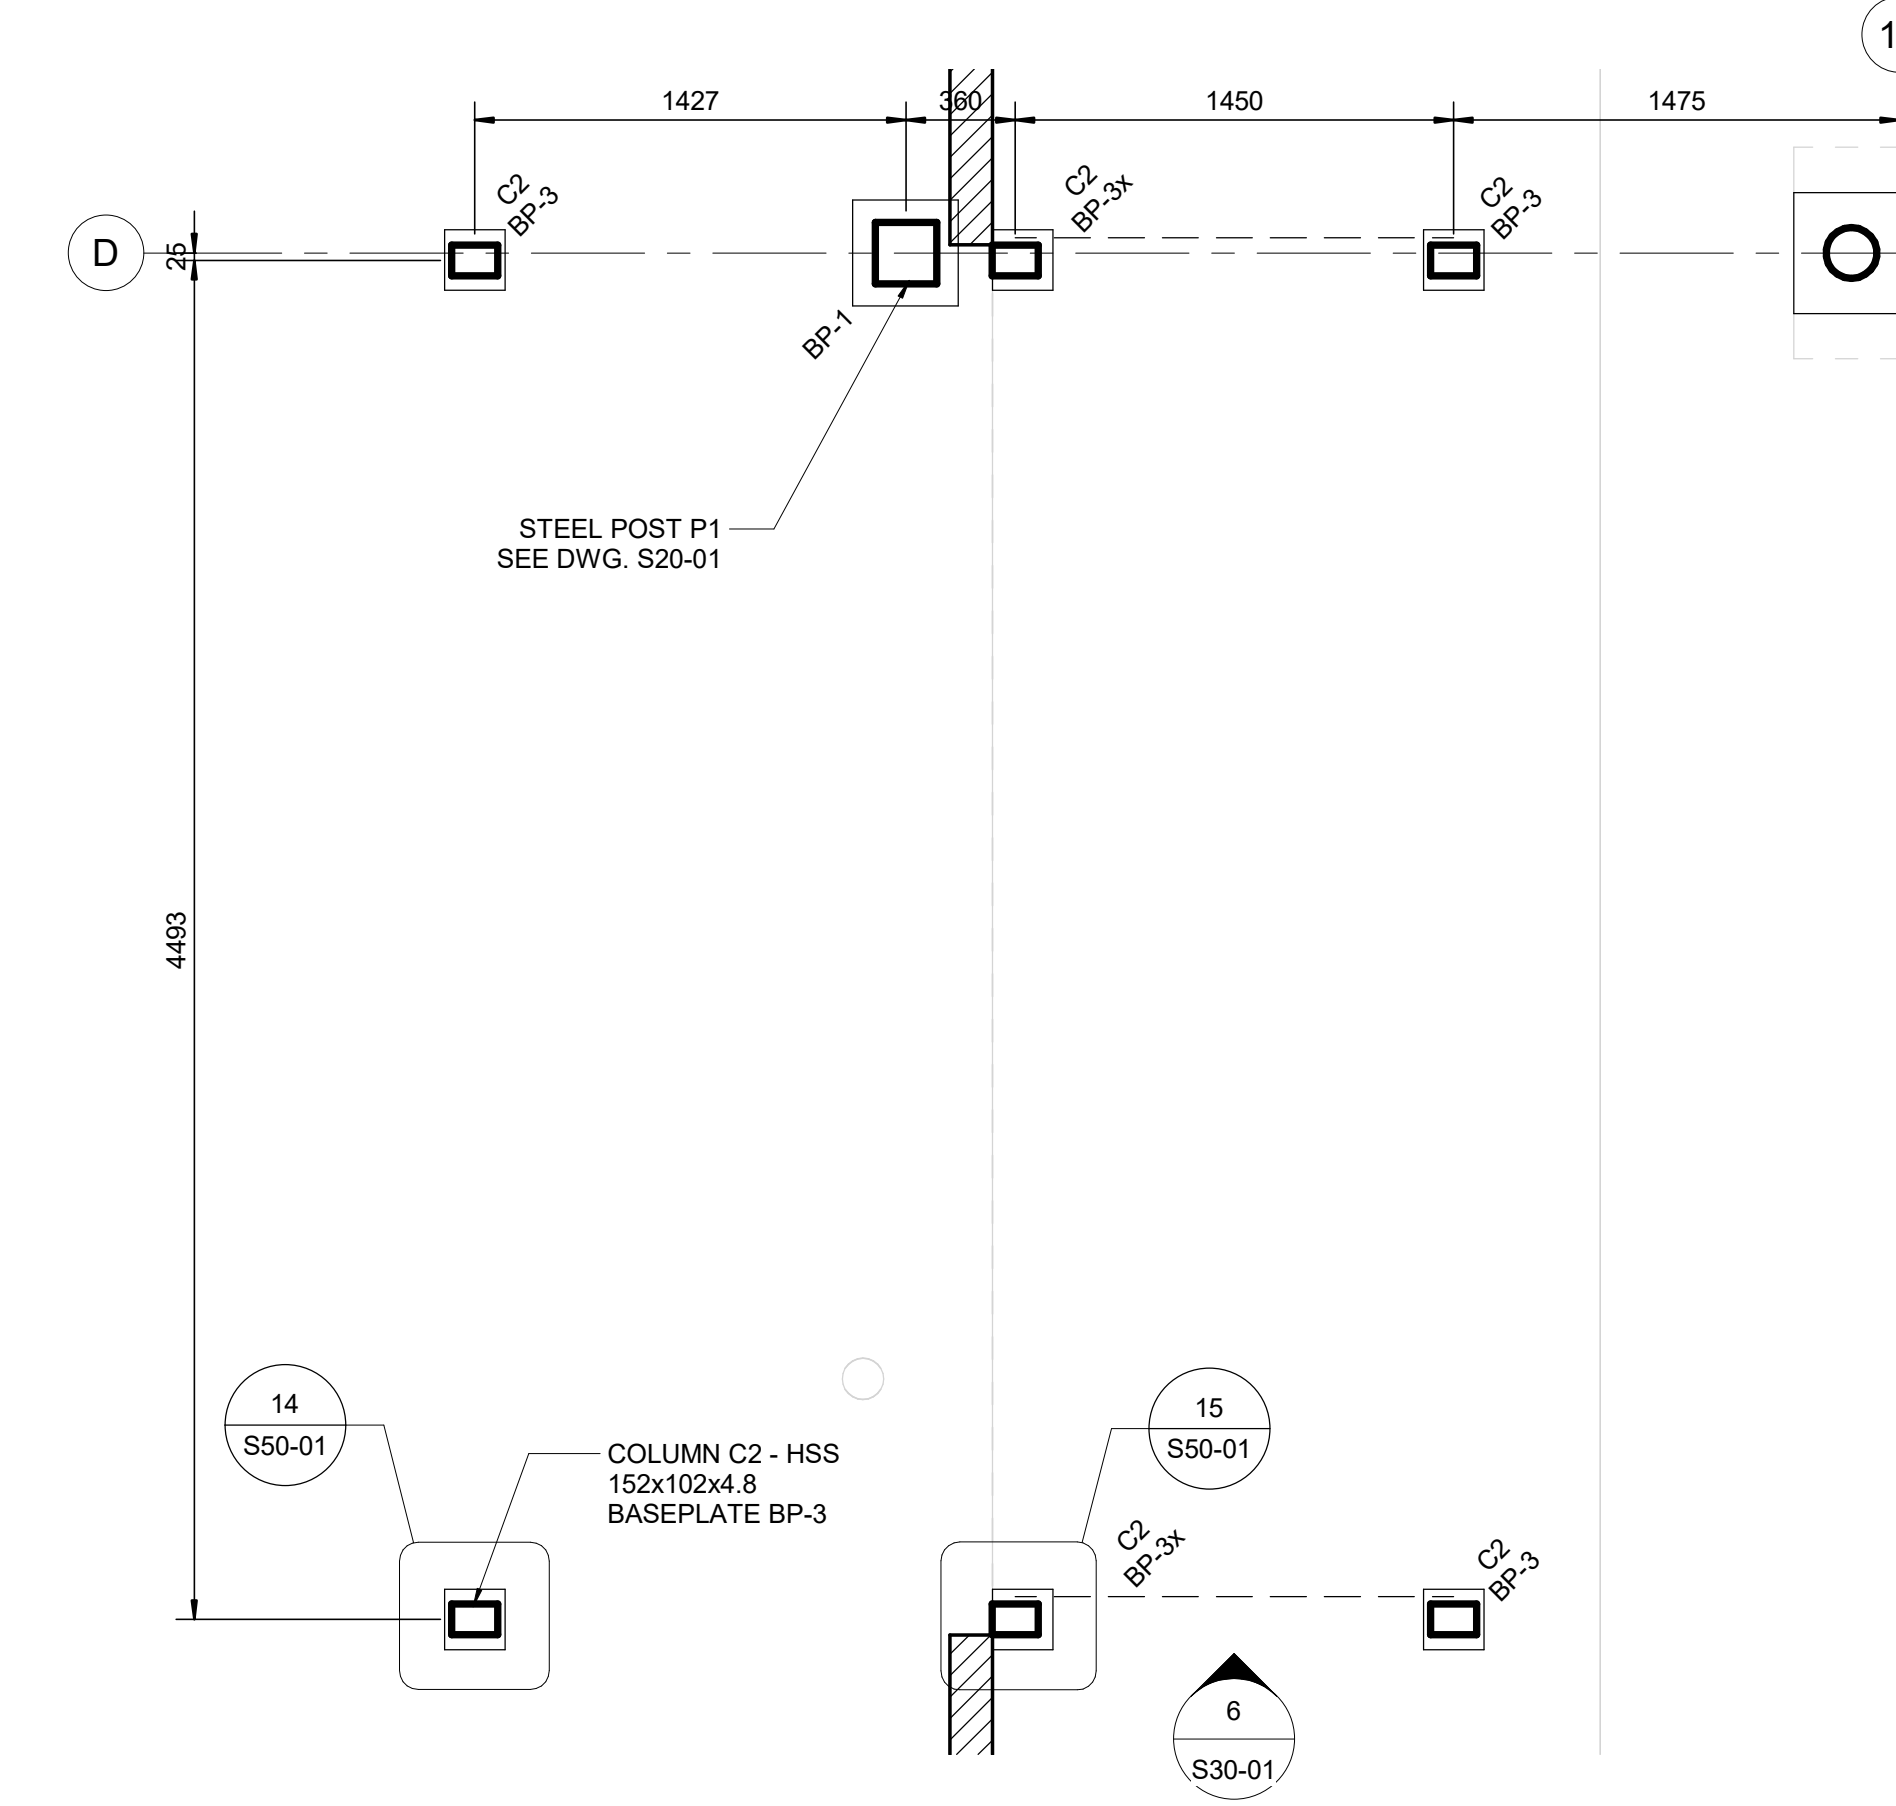 1
1427
360
1450
1475
C2
BP-3
C2
BP-3x
C2
BP-3
D
25
BP-1
STEEL POST P1
SEE DWG. S20-01
4493
14
S50-01
COLUMN C2 - HSS
152x102x4.8
BASEPLATE BP-3
15
S50-01
C2
BP-3x
C2
BP-3
6
S30-01